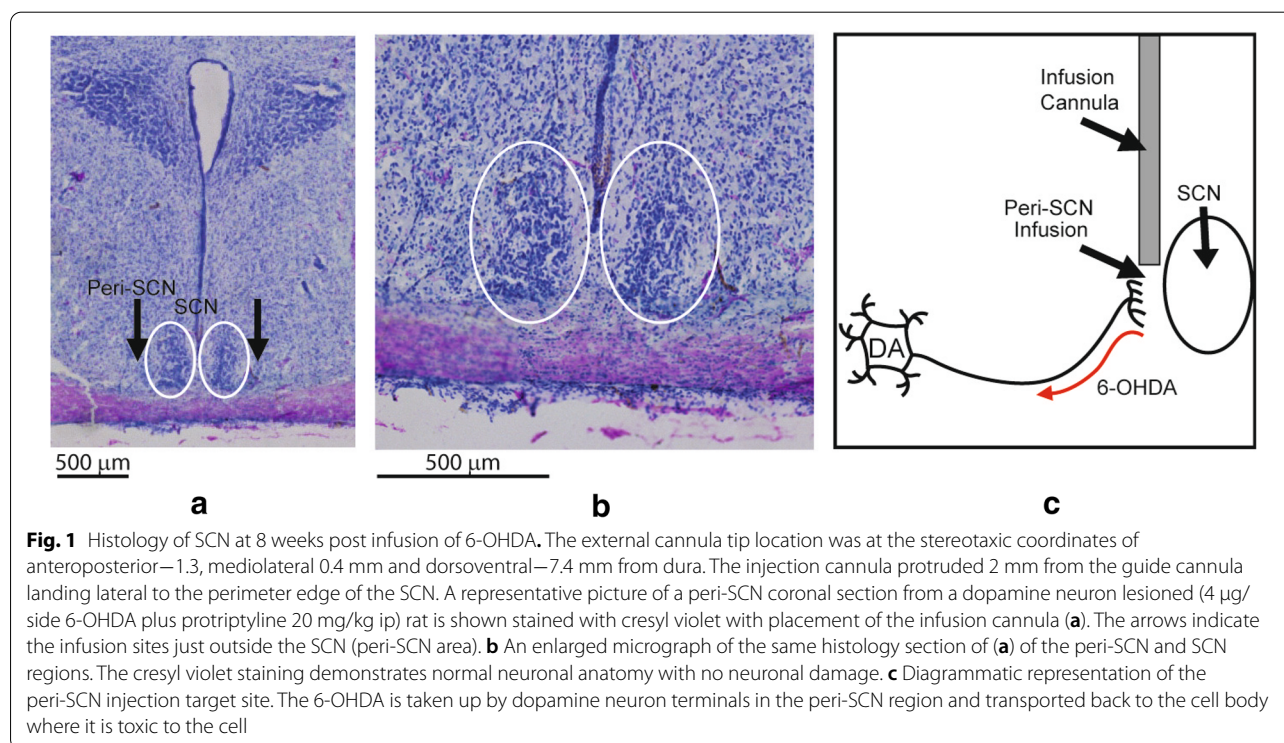 Peri-SCN
SCN
500 μm
a
500 μm
b
Infusion
Cannula
SCN
Peri-SCN
Infusion
DA
6-OHDA
c
Fig. 1 Histology of SCN at 8 weeks post infusion of 6-OHDA. The external cannula tip location was at the stereotaxic coordinates of
anteroposterior—1.3, mediolateral 0.4 mm and dorsoventral—7.4 mm from dura. The injection cannula protruded 2 mm from the guide cannula
landing lateral to the perimeter edge of the SCN. A representative picture of a peri-SCN coronal section from a dopamine neuron lesioned (4 μg/
side 6-OHDA plus protriptyline 20 mg/kg ip) rat is shown stained with cresyl violet with placement of the infusion cannula (a). The arrows indicate
the infusion sites just outside the SCN (peri-SCN area). b An enlarged micrograph of the same histology section of (a) of the peri-SCN and SCN
regions. The cresyl violet staining demonstrates normal neuronal anatomy with no neuronal damage. c Diagrammatic representation of the
peri-SCN injection target site. The 6-OHDA is taken up by dopamine neuron terminals in the peri-SCN region and transported back to the cell body
where it is toxic to the cell